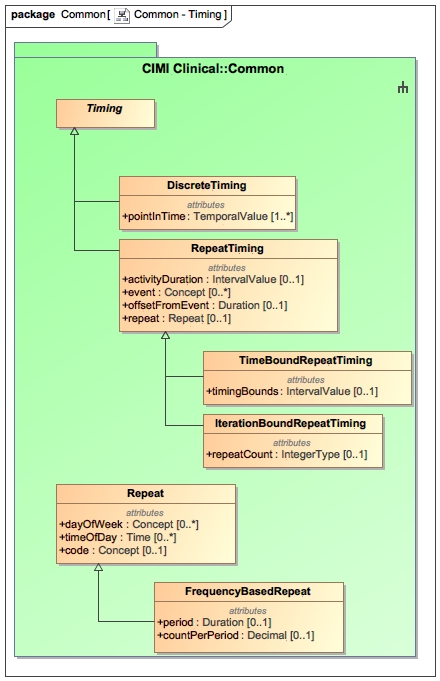 package Common [ Common - Timing ]
CIMI Clinical::Common
Timing
DiscreteTiming
attributes
+pointInTime : TemporalValue [1..*]
RepeatTiming
attributes
+activityDuration : IntervalValue [0..1]
+event : Concept [0..*]
+offsetFromEvent : Duration [0..1]
+repeat : Repeat [0..1]
TimeBoundRepeatTiming
attributes
+timingBounds : IntervalValue [0..1]
IterationBoundRepeatTiming
attributes
+repeatCount : IntegerType [0..1]
Repeat
attributes
+dayOfWeek : Concept [0..*]
+timeOfDay : Time [0..*]
+code : Concept [0..1]
FrequencyBasedRepeat
attributes
+period : Duration [0..1]
+countPerPeriod : Decimal [0..1]